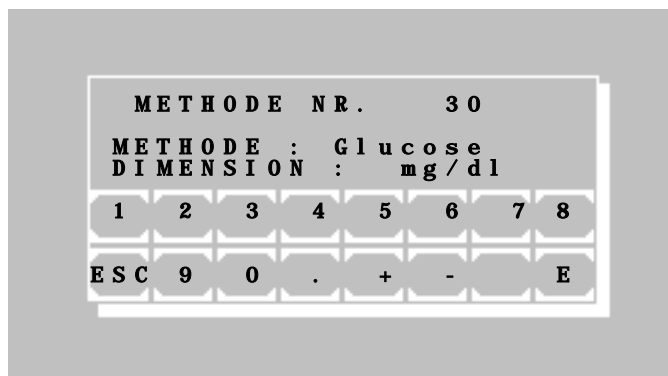 METHODE NR. 30
METHODE : Glucose
DIMENSION : mg/dl
1 2 3 4 5 6 7 8
ESC 9 0 . + - E